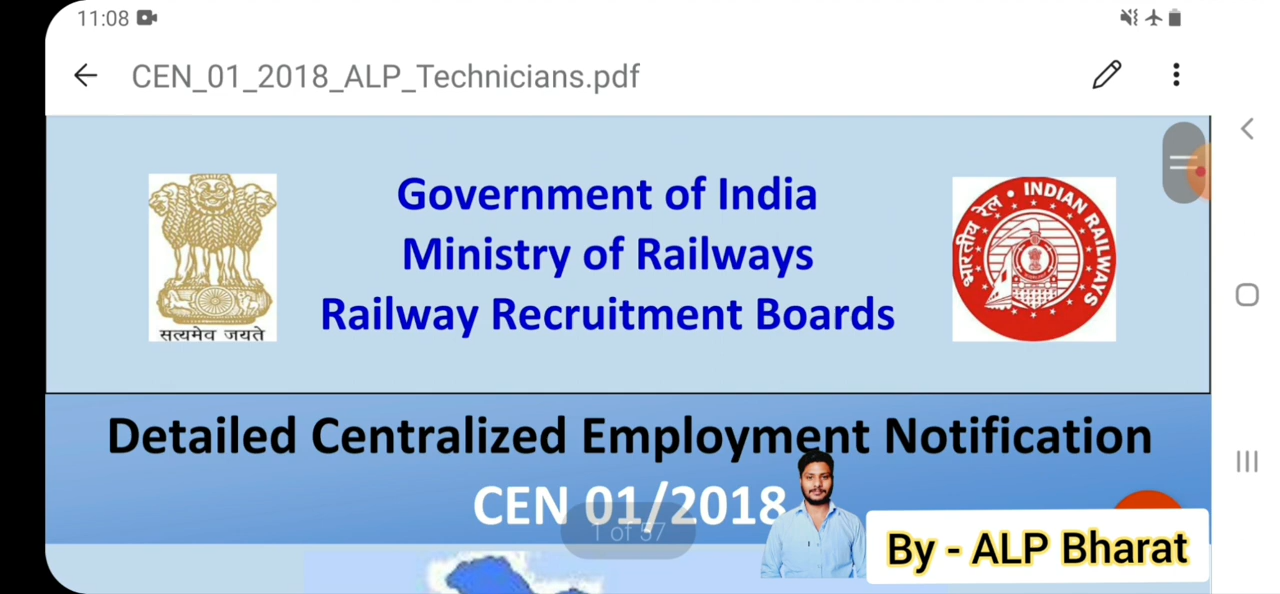 11:08
CEN_01_2018_ALP_Technicians.pdf
Government of India
Ministry of Railways
Railway Recruitment Boards
सत्यमेव जयते
भारतीय रेल • INDIAN RAILWAYS
Detailed Centralized Employment Notification
CEN 01/2018
1 of 57
By - ALP Bharat